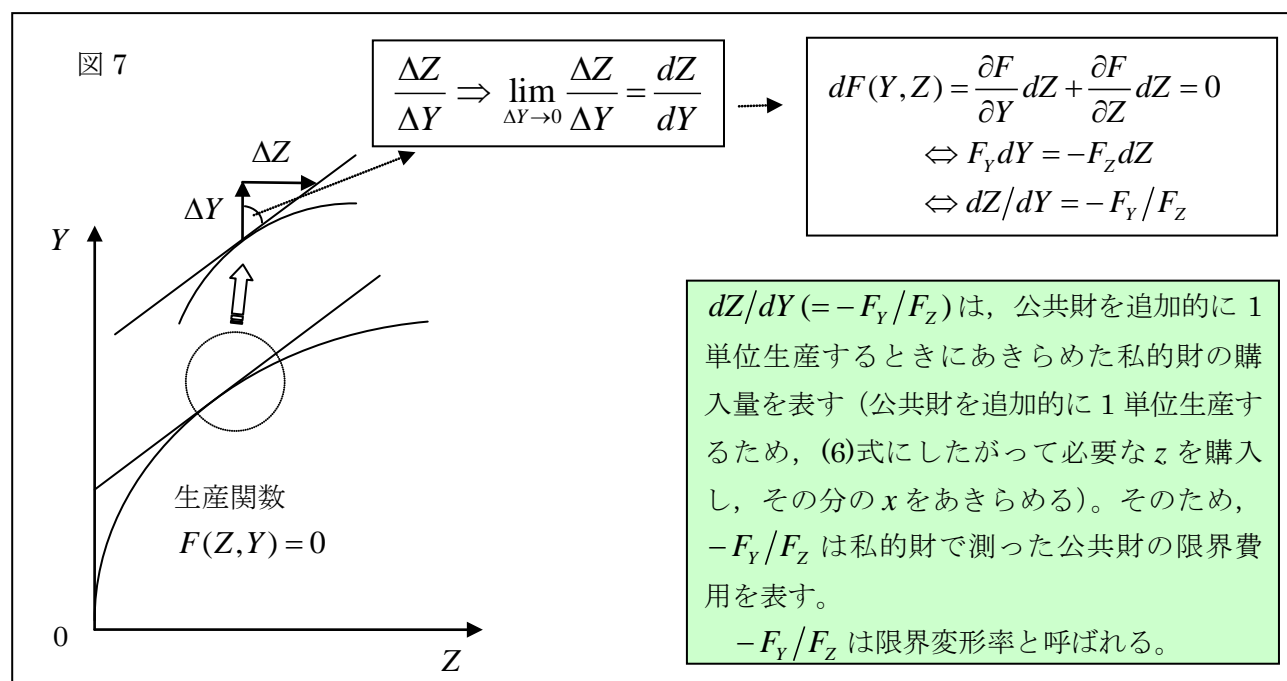 図 7
ΔZ/ΔY ⇒ lim ΔY→0 ΔZ/ΔY = dZ/dY
dF(Y, Z) = ∂F/∂Y dZ + ∂F/∂Z dZ = 0
⇔ F_Y dY = −F_Z dZ
⇔ dZ/dY = −F_Y/F_Z
ΔZ
ΔY
Y
生産関数
F(Z, Y) = 0
0
Z
dZ/dY (= −F_Y/F_Z) は，公共財を追加的に 1
単位生産するときにあきらめた私的財の購
入量を表す（公共財を追加的に 1 単位生産す
るため，(6)式にしたがって必要な z を購入
し，その分の x をあきらめる）。そのため，
−F_Y/F_Z は私的財で測った公共財の限界費
用を表す。
−F_Y/F_Z は限界変形率と呼ばれる。